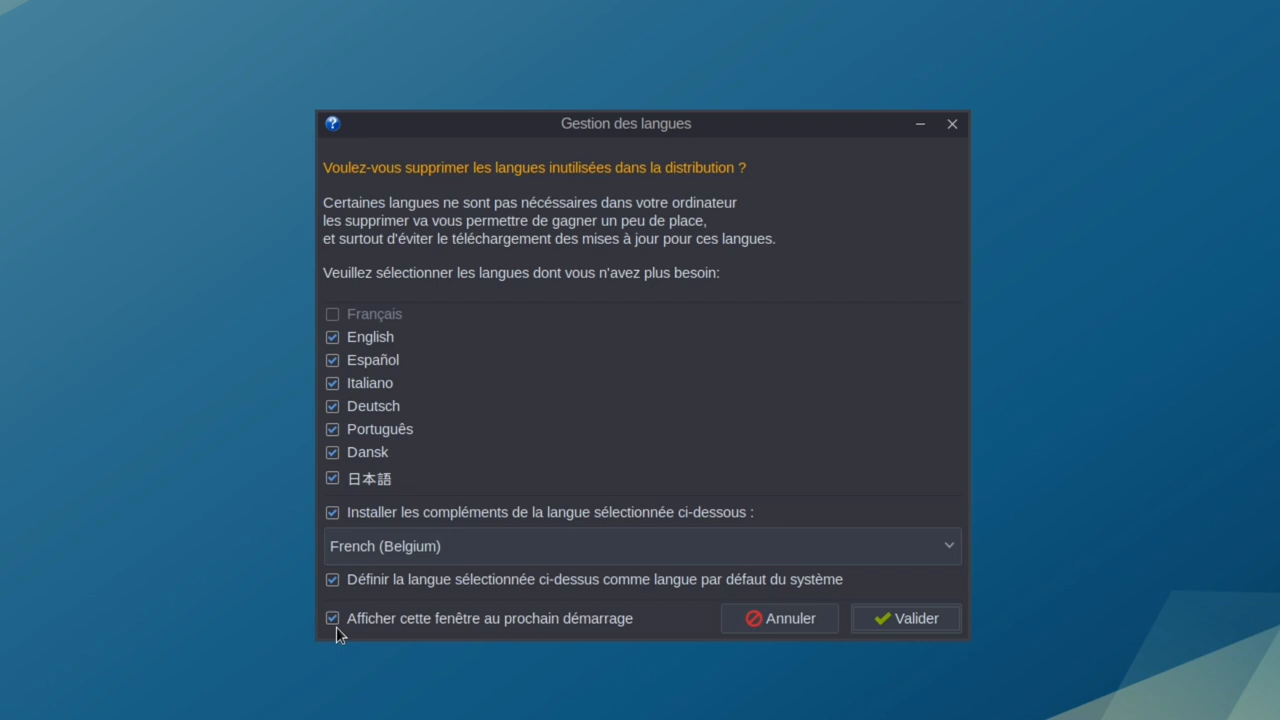 Gestion des langues
Voulez-vous supprimer les langues inutilisées dans la distribution ?
Certaines langues ne sont pas nécéssaires dans votre ordinateur
les supprimer va vous permettre de gagner un peu de place,
et surtout d'éviter le téléchargement des mises à jour pour ces langues.
Veuillez sélectionner les langues dont vous n'avez plus besoin:
Français
English
Español
Italiano
Deutsch
Português
Dansk
日本語
Installer les compléments de la langue sélectionnée ci-dessous :
French (Belgium)
Définir la langue sélectionnée ci-dessus comme langue par défaut du système
Afficher cette fenêtre au prochain démarrage
Annuler
Valider